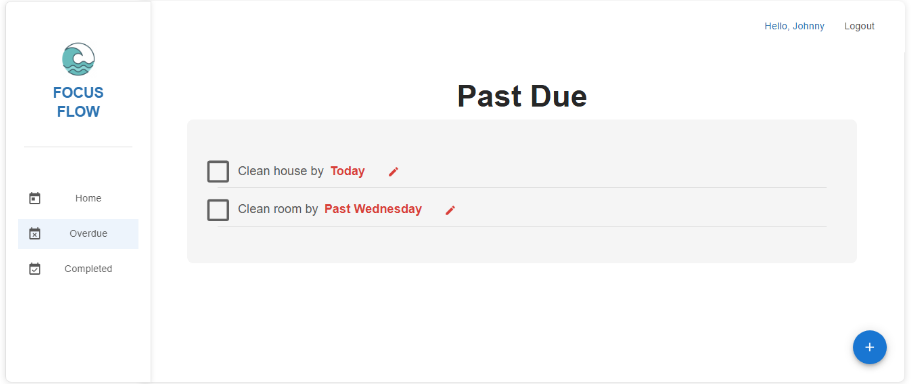 Hello, Johnny Logout
FOCUS
FLOW
Home
Overdue
Completed
Past Due
Clean house by Today
Clean room by Past Wednesday
+